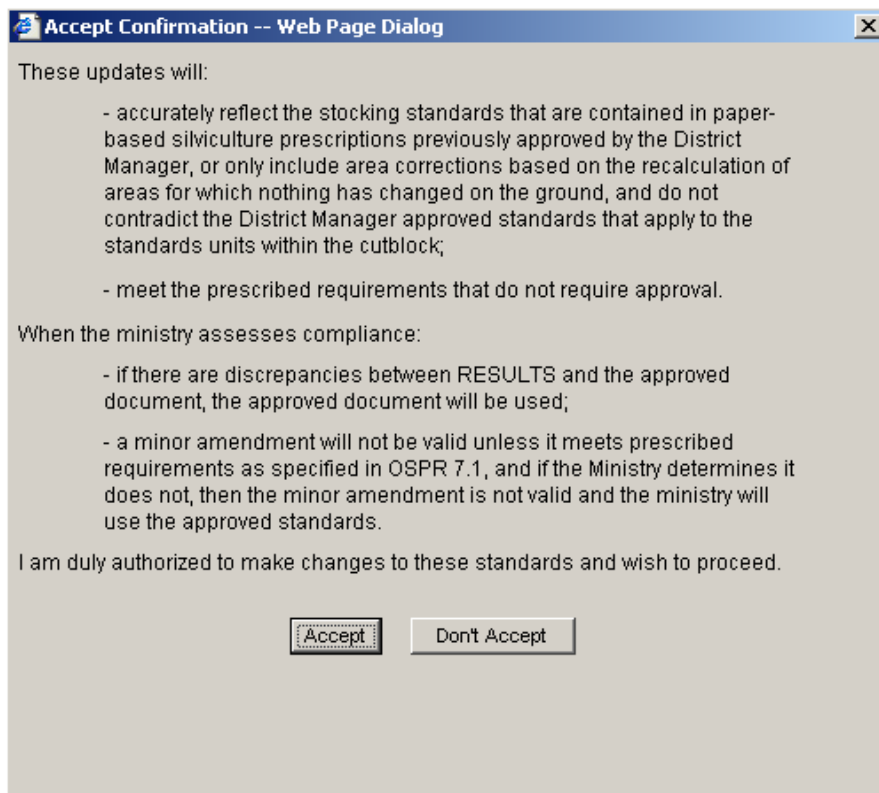 Accept Confirmation -- Web Page Dialog
These updates will:
- accurately reflect the stocking standards that are contained in paper-
based silviculture prescriptions previously approved by the District
Manager, or only include area corrections based on the recalculation of
areas for which nothing has changed on the ground, and do not
contradict the District Manager approved standards that apply to the
standards units within the cutblock;
- meet the prescribed requirements that do not require approval.
When the ministry assesses compliance:
- if there are discrepancies between RESULTS and the approved
document, the approved document will be used;
- a minor amendment will not be valid unless it meets prescribed
requirements as specified in OSPR 7.1, and if the Ministry determines it
does not, then the minor amendment is not valid and the ministry will
use the approved standards.
I am duly authorized to make changes to these standards and wish to proceed.
Accept Don't Accept